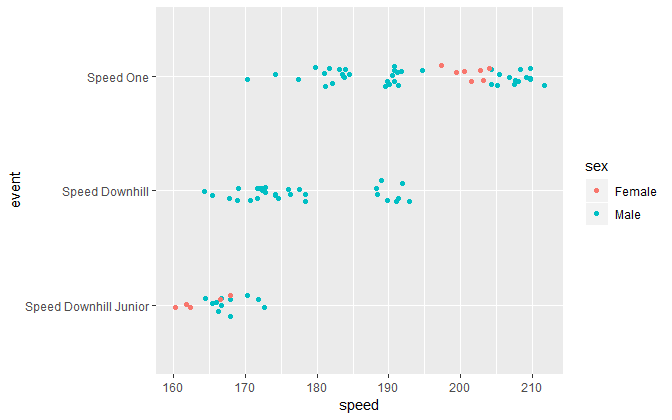 Speed One
Speed Downhill
Speed Downhill Junior
event
160 170 180 190 200 210
speed
sex
Female
Male